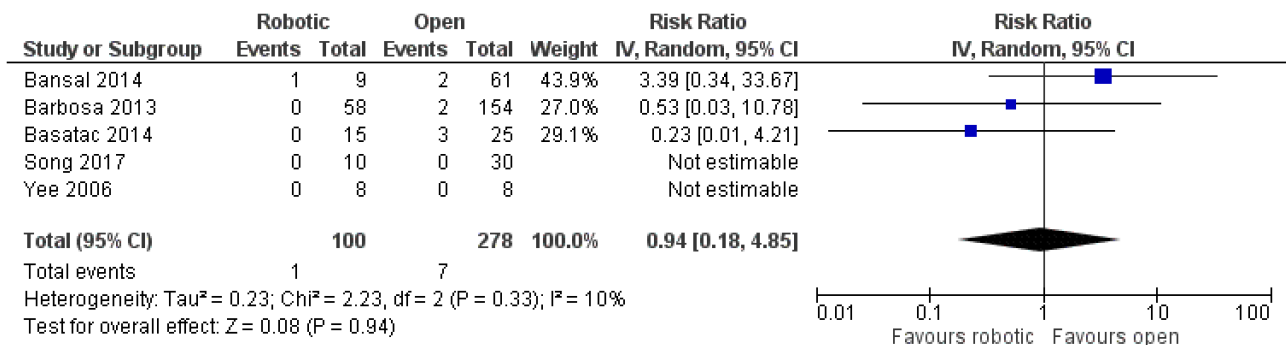 Robotic Open Risk Ratio Risk Ratio
Study or Subgroup Events Total Events Total Weight IV, Random, 95% CI IV, Random, 95% CI
Bansal 2014 1 9 2 61 43.9% 3.39 [0.34, 33.67]
Barbosa 2013 0 58 2 154 27.0% 0.53 [0.03, 10.78]
Basatac 2014 0 15 3 25 29.1% 0.23 [0.01, 4.21]
Song 2017 0 10 0 30 Not estimable
Yee 2006 0 8 0 8 Not estimable
Total (95% CI) 100 278 100.0% 0.94 [0.18, 4.85]
Total events 1 7
Heterogeneity: Tau² = 0.23; Chi² = 2.23, df = 2 (P = 0.33); I² = 10%
Test for overall effect: Z = 0.08 (P = 0.94)
0.01 0.1 1 10 100
Favours robotic Favours open